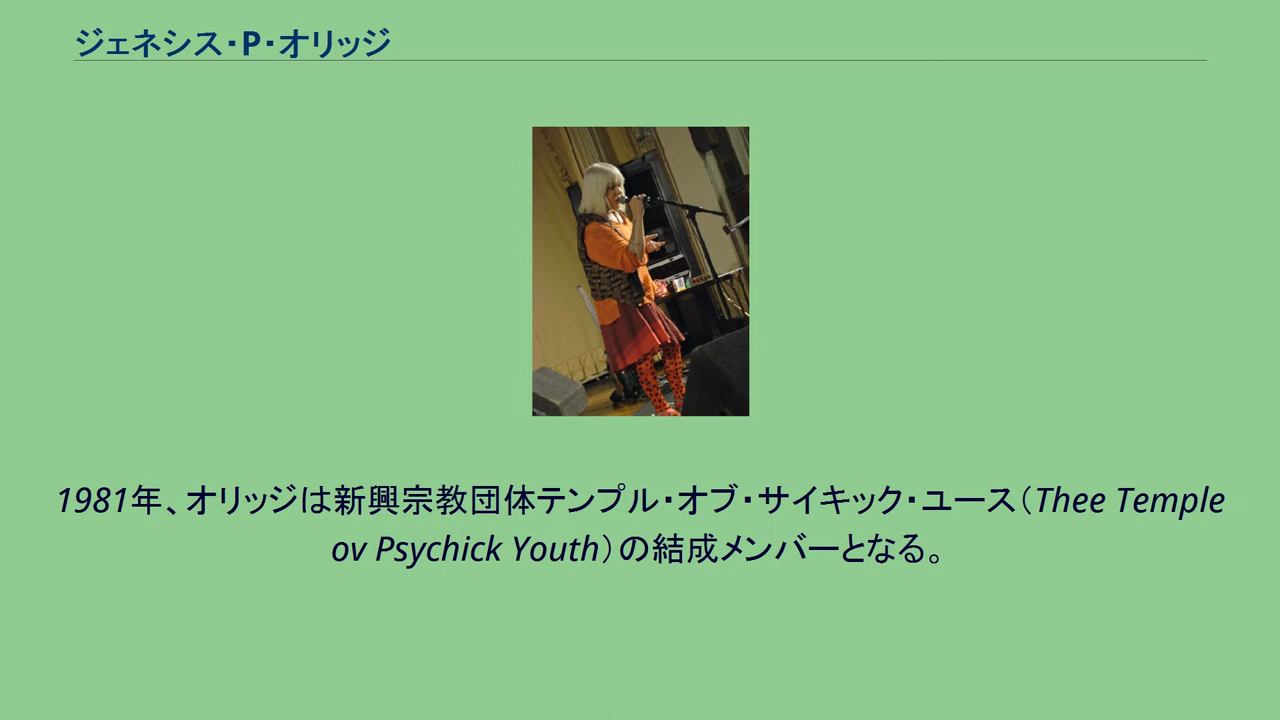 ジェネシス・P・オリッジ
1981年、オリッジは新興宗教団体テンプル・オブ・サイキック・ユース（Thee Temple
ov Psychick Youth）の結成メンバーとなる。